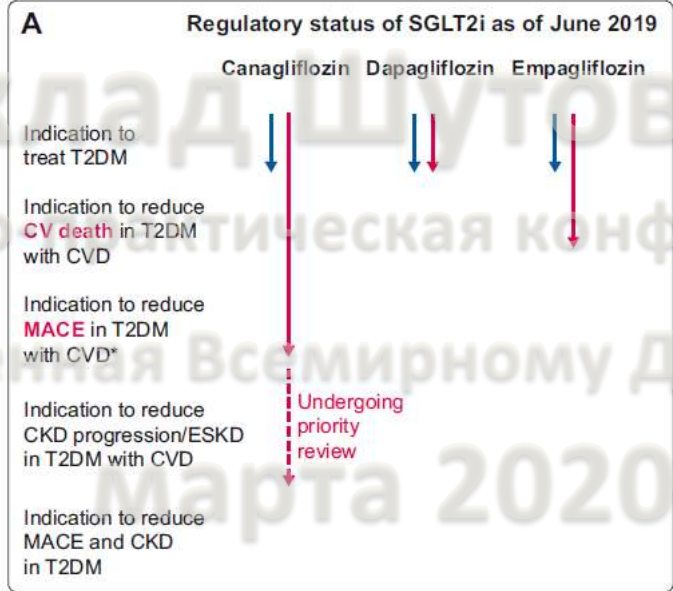 A
Regulatory status of SGLT2i as of June 2019
Canagliflozin Dapagliflozin Empagliflozin
Indication to
treat T2DM
Indication to reduce
CV death in T2DM
with CVD
Indication to reduce
MACE in T2DM
with CVD*
Undergoing
priority
review
Indication to reduce
CKD progression/ESKD
in T2DM with CVD
Indication to reduce
MACE and CKD
in T2DM
клад Шутов
практическая конф
енная Всемирному Д
марта 2020